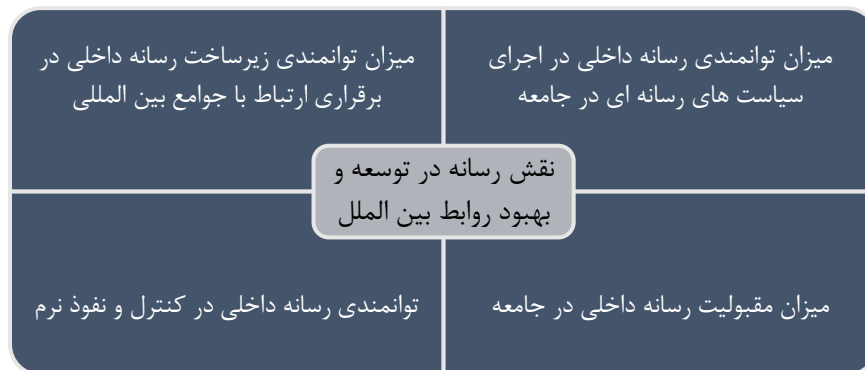 میزان توانمندی رسانه داخلی در اجرای
سیاست های رسانه ای در جامعه
میزان توانمندی زیرساخت رسانه داخلی در
برقراری ارتباط با جوامع بین المللی
نقش رسانه در توسعه و
بهبود روابط بین الملل
میزان مقبولیت رسانه داخلی در جامعه
توانمندی رسانه داخلی در کنترل و نفوذ نرم